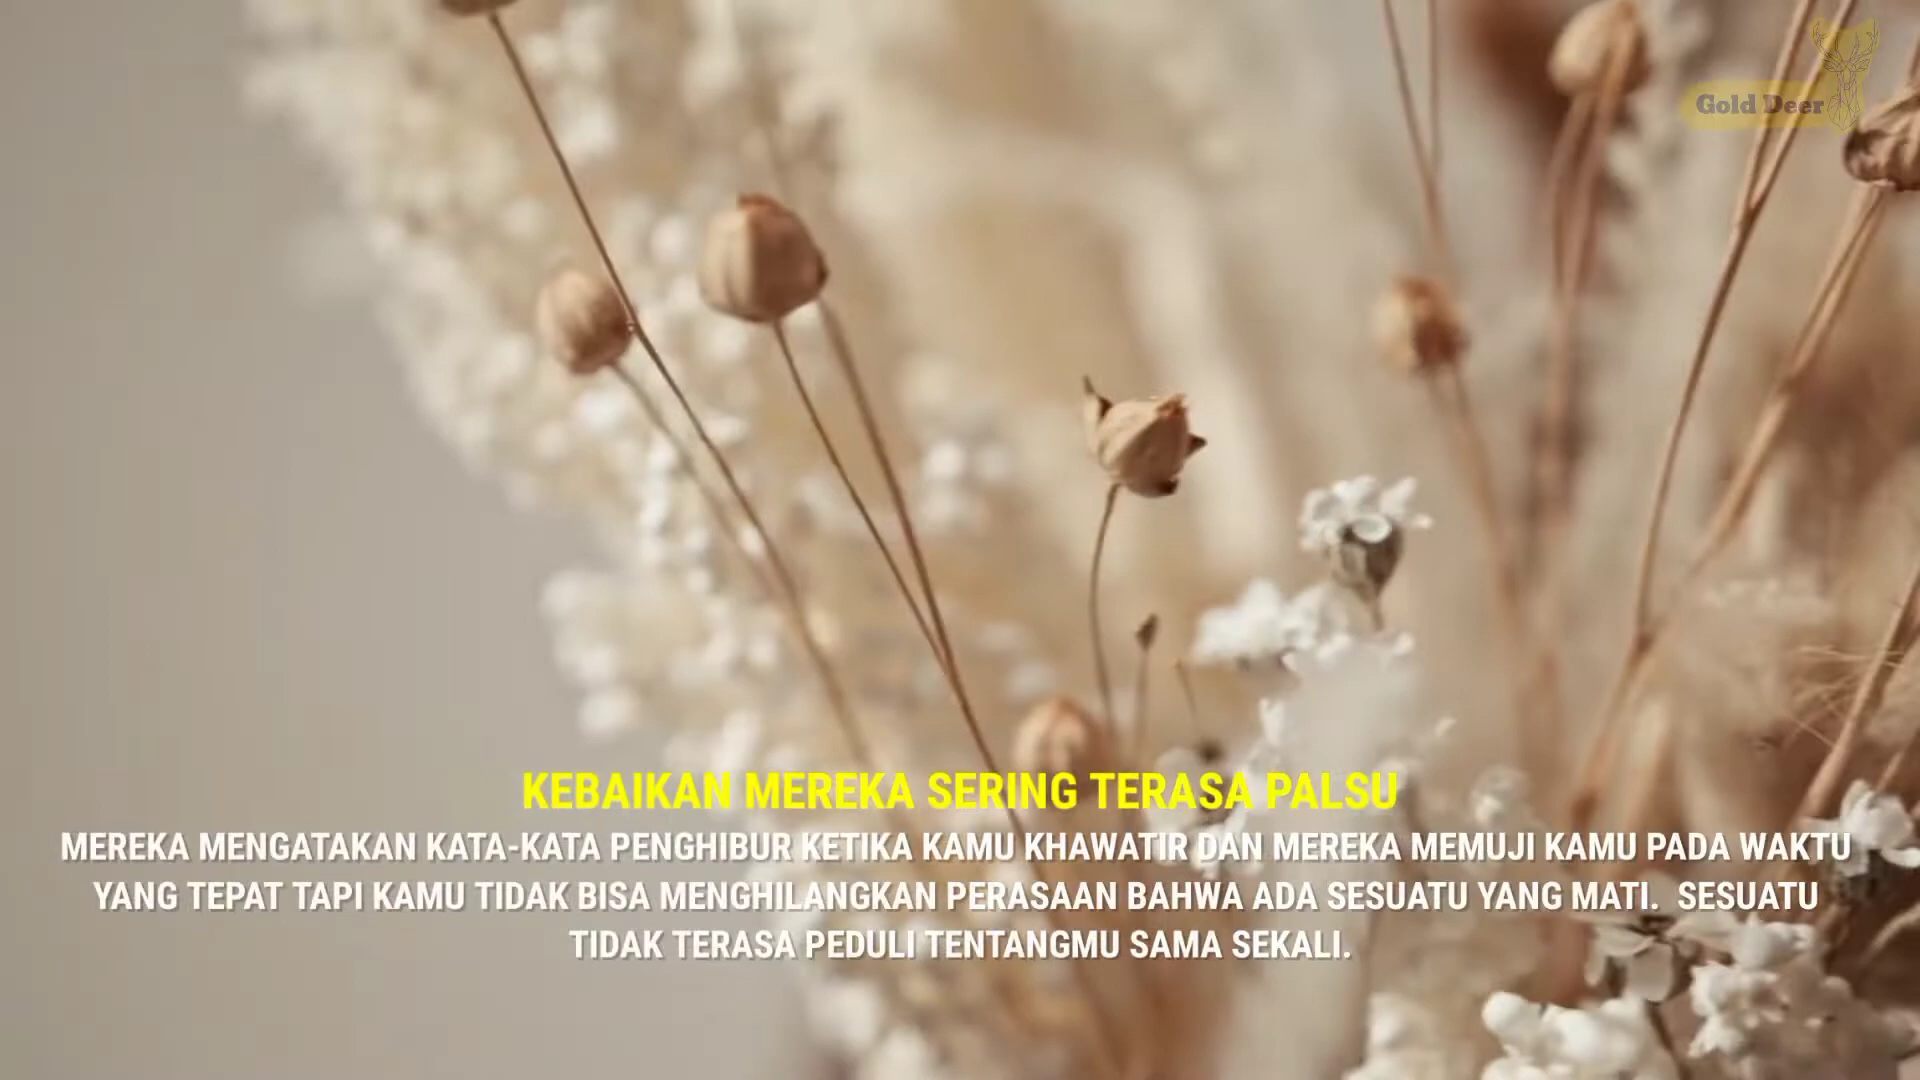 Gold Deer
KEBAIKAN MEREKA SERING TERASA PALSU
MEREKA MENGATAKAN KATA-KATA PENGHIBUR KETIKA KAMU KHAWATIR DAN MEREKA MEMUJI KAMU PADA WAKTU
YANG TEPAT TAPI KAMU TIDAK BISA MENGHILANGKAN PERASAAN BAHWA ADA SESUATU YANG MATI. SESUATU
TIDAK TERASA PEDULI TENTANGMU SAMA SEKALI.